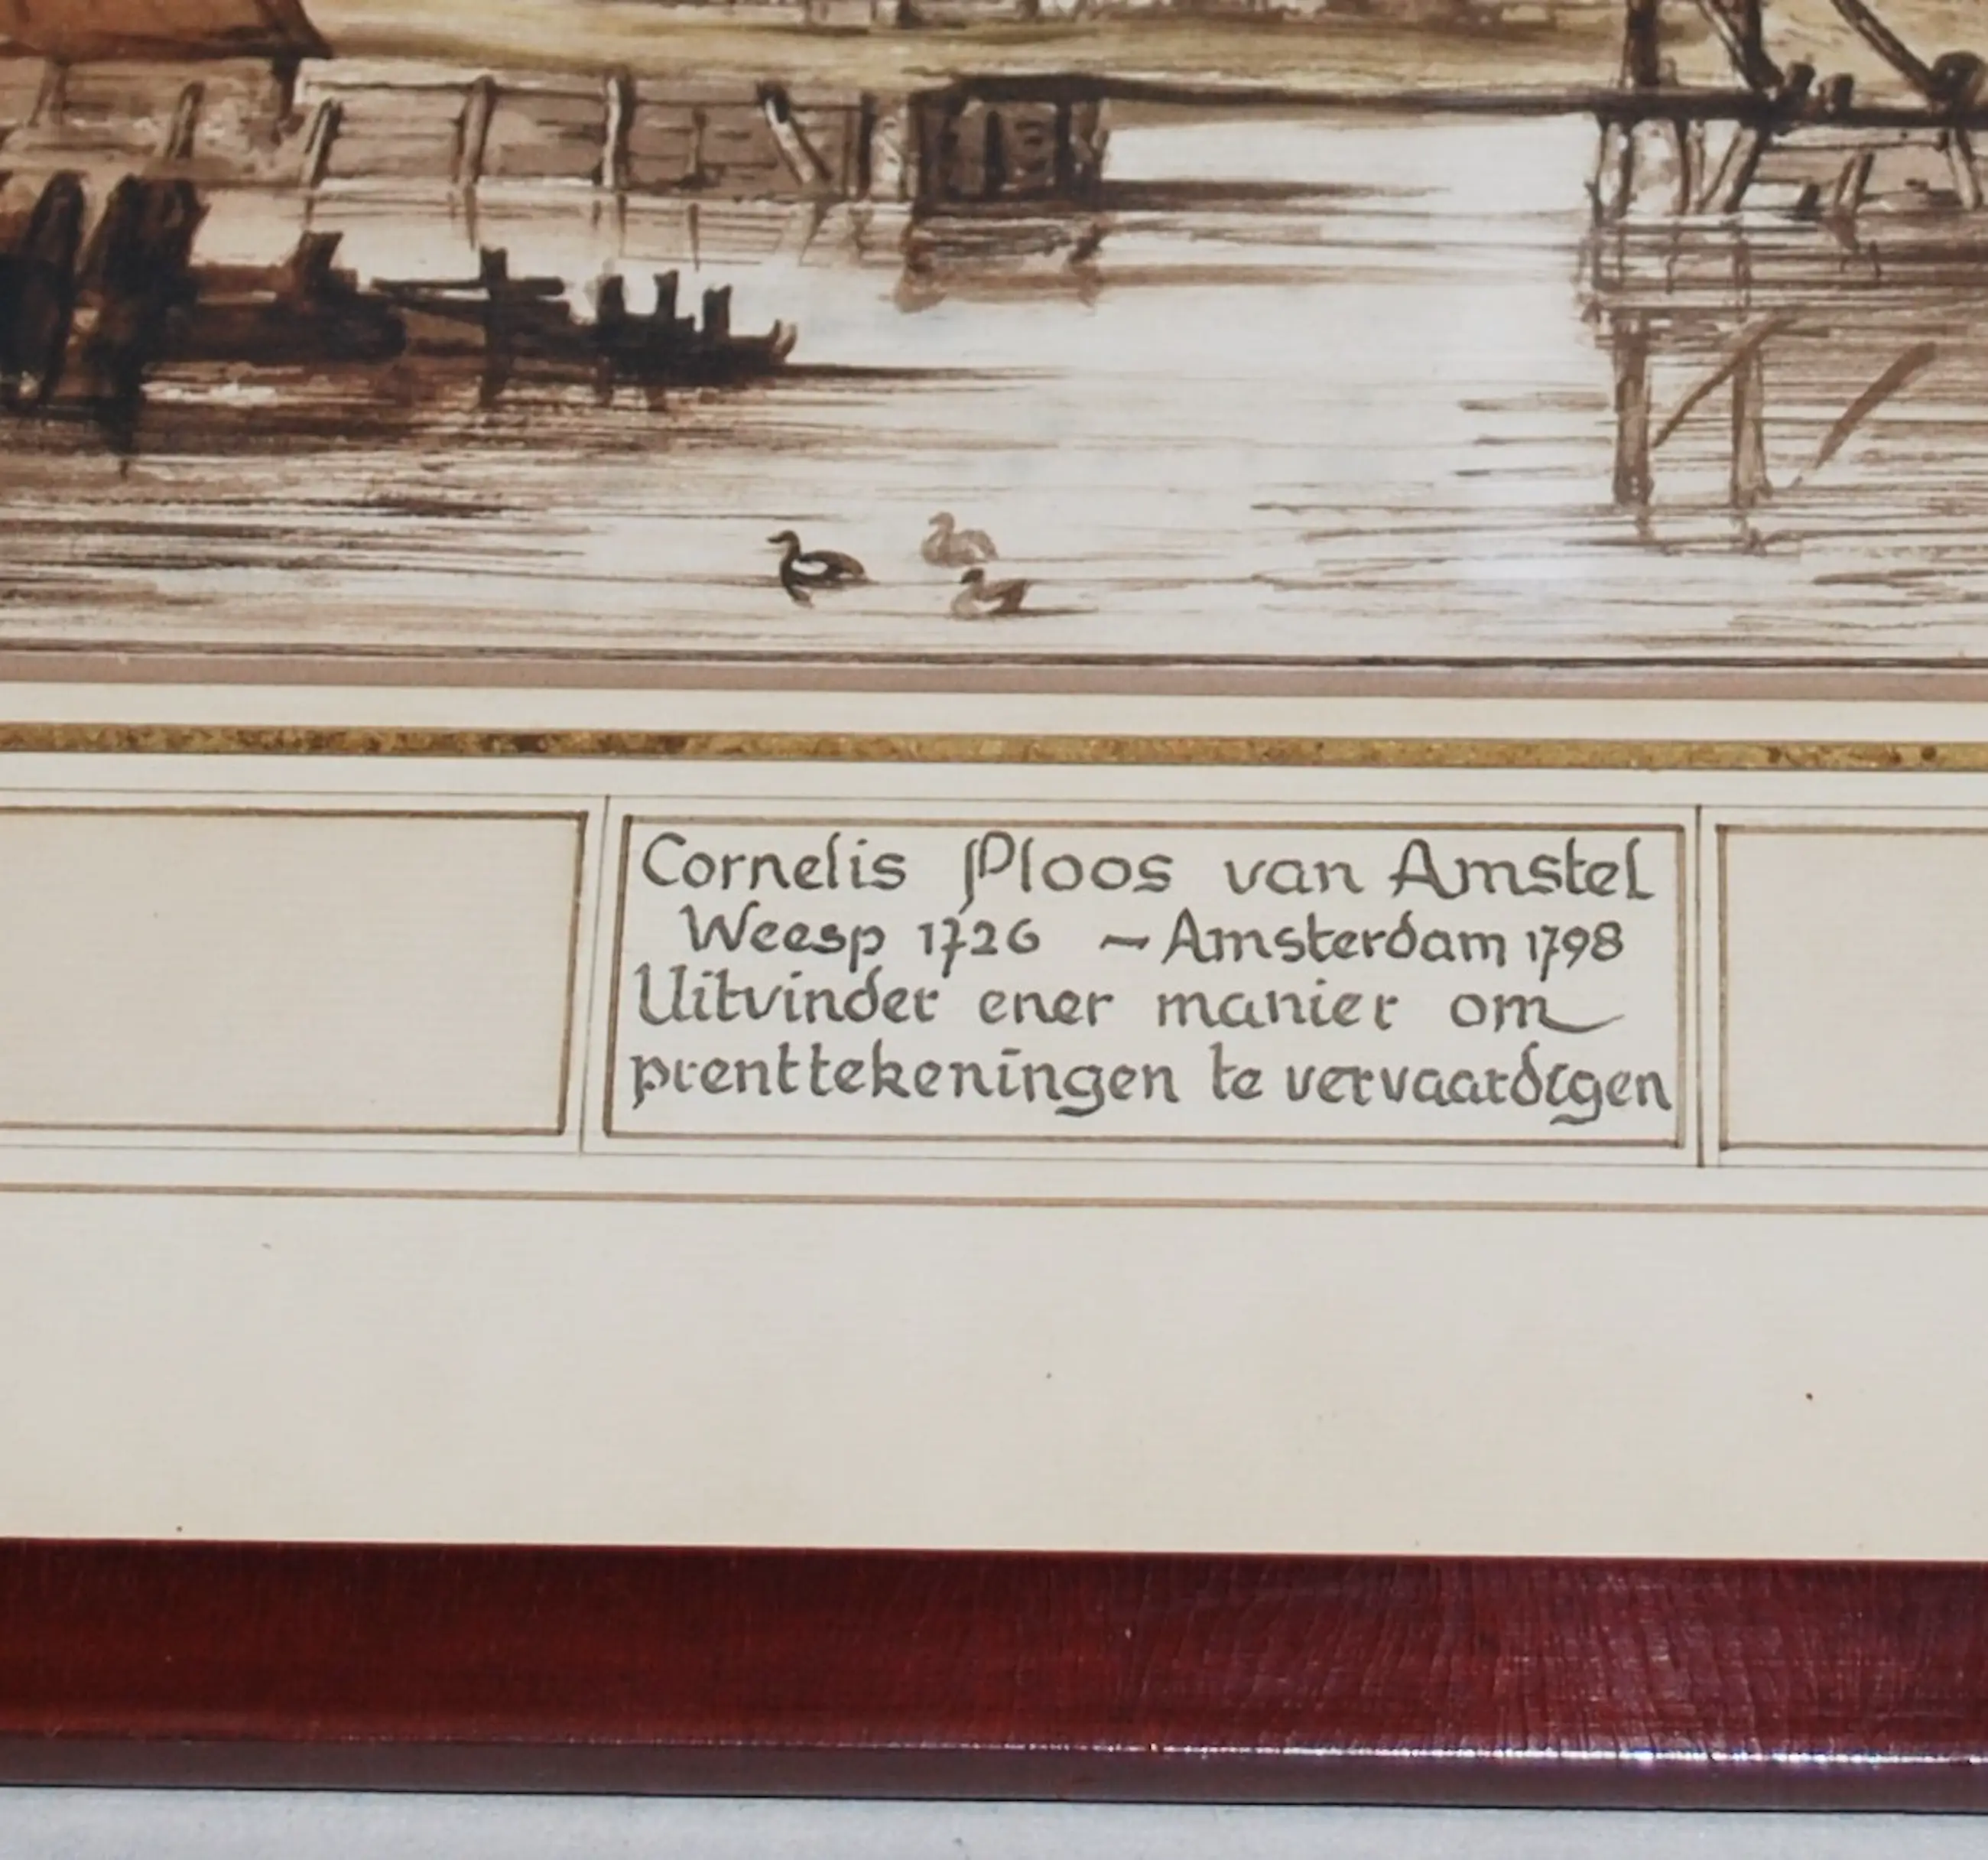 Cornelis Ploos van Amstel
Weesp 1726 ~ Amsterdam 1798
Uitvinder ener manier om
prenttekeningen te vervaardigen